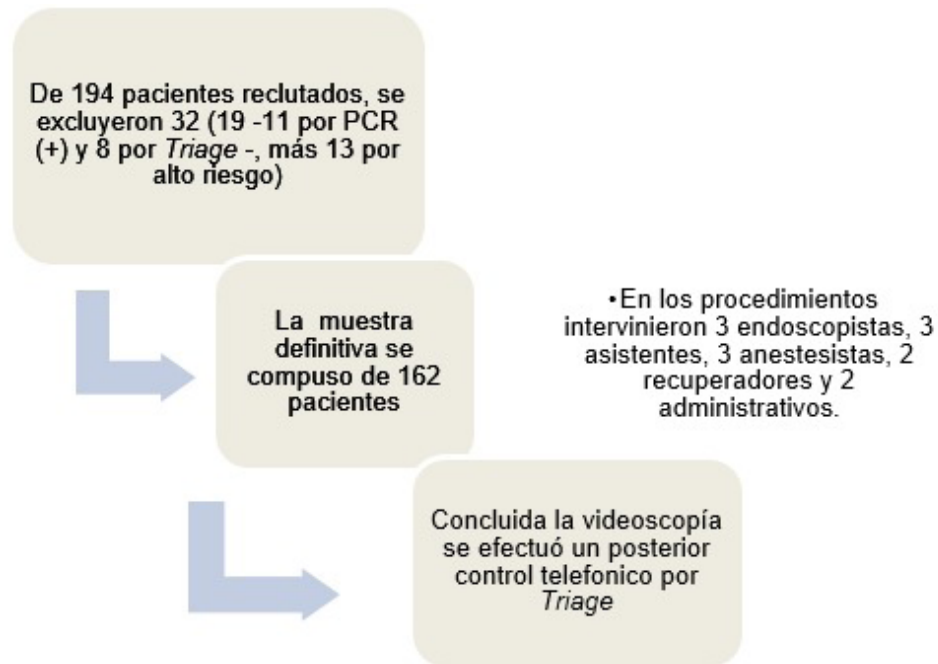 De 194 pacientes reclutados, se
excluyeron 32 (19 -11 por PCR
(+) y 8 por Triage -, más 13 por
alto riesgo)
La muestra
definitiva se
compuso de 162
pacientes
•En los procedimientos
intervinieron 3 endoscopistas, 3
asistentes, 3 anestesistas, 2
recuperadores y 2
administrativos.
Concluida la videoscopía
se efectuó un posterior
control telefonico por
Triage